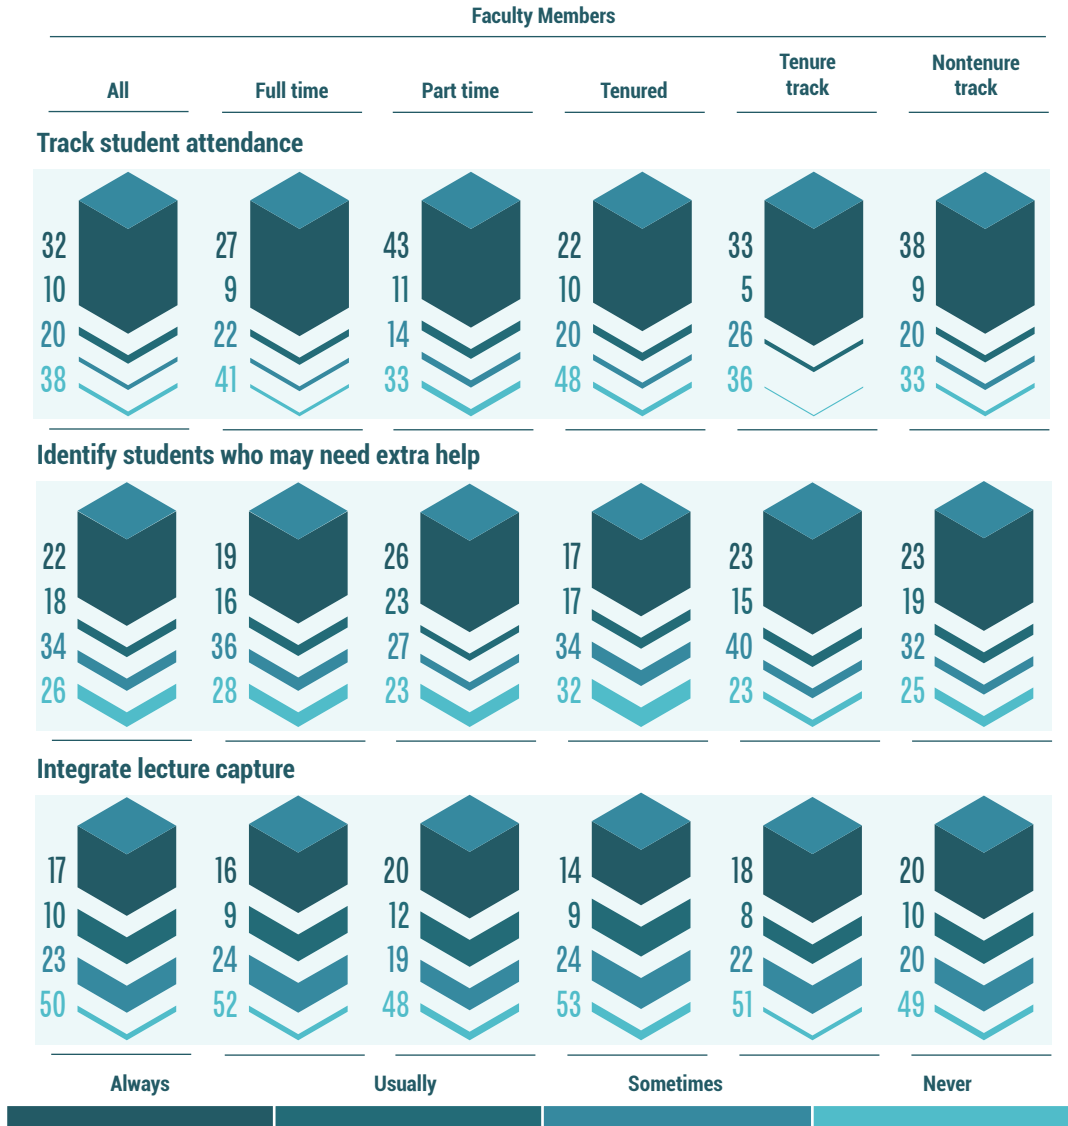 Faculty Members
All Full time Part time Tenured Tenure track Nontenure track
Track student attendance
32 27 43 22 33 38
10 9 11 10 5 9
20 22 14 20 26 20
38 41 33 48 36 33
Identify students who may need extra help
22 19 26 17 23 23
18 16 23 17 15 19
34 36 27 34 40 32
26 28 23 32 23 25
Integrate lecture capture
17 16 20 14 18 20
10 9 12 9 8 10
23 24 19 24 22 20
50 52 48 53 51 49
Always Usually Sometimes Never